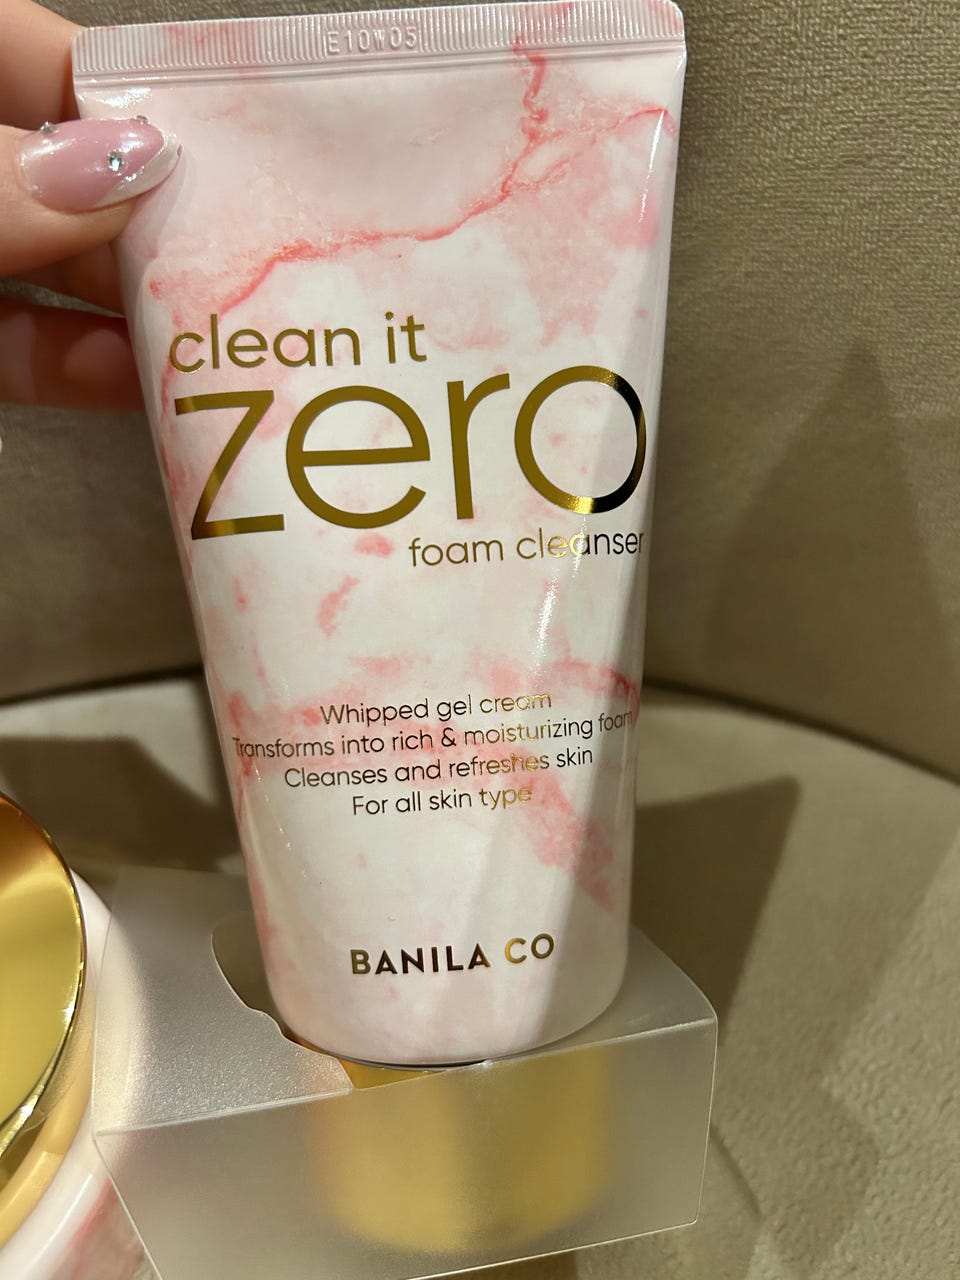 E10W05
clean it
zero
foam cleanser
Whipped gel cream
Transforms into rich & moisturizing foam
Cleanses and refreshes skin
For all skin type
BANILA CO